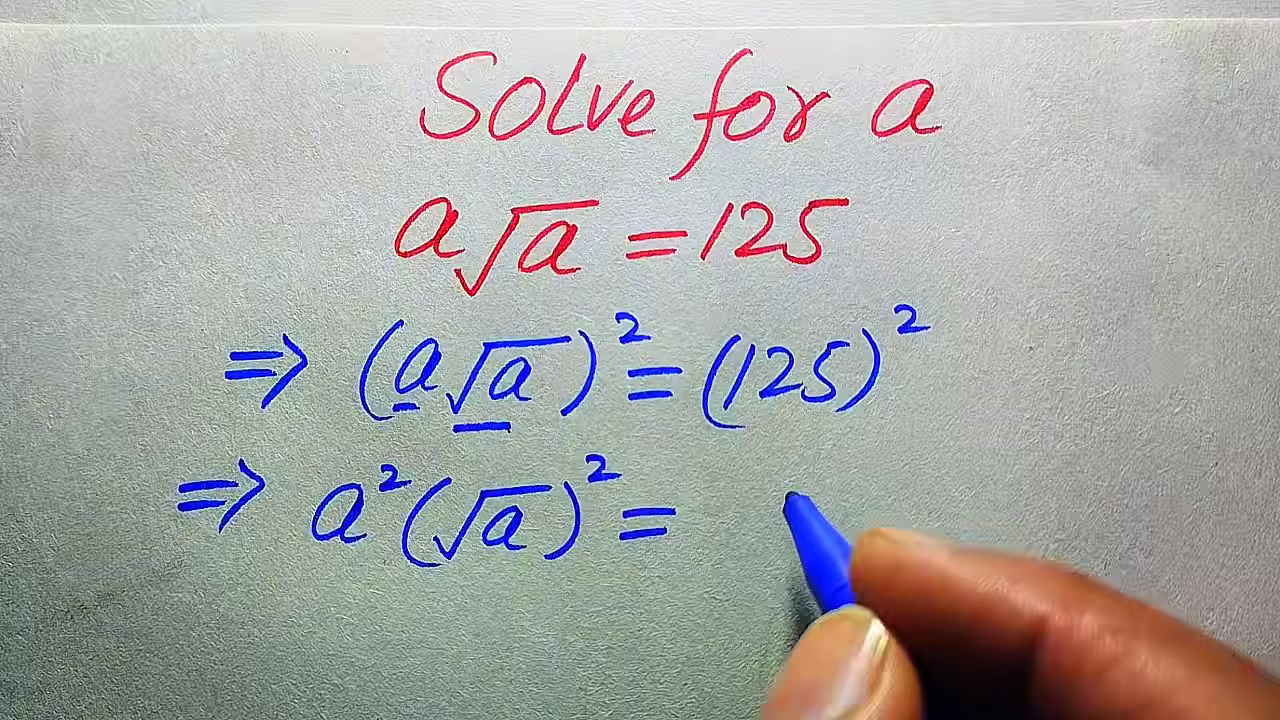 Solve for a
a√a = 125
⇒ (a√a)² = (125)²
⇒ a²(√a)² =